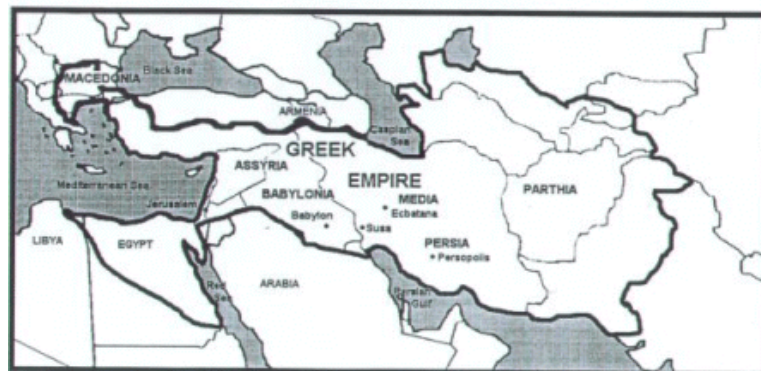 MACEDONIA
Black Sea
ARMENIA
Caspian
Sea
GREEK
EMPIRE
ASSYRIA
Mediterranean Sea
Jerusalem
BABYLONIA
Babylon
MEDIA
Ecbatana
PARTHIA
Susa
LIBYA
EGYPT
PERSIA
Persopolis
Red
Sea
ARABIA
Persian
Gulf